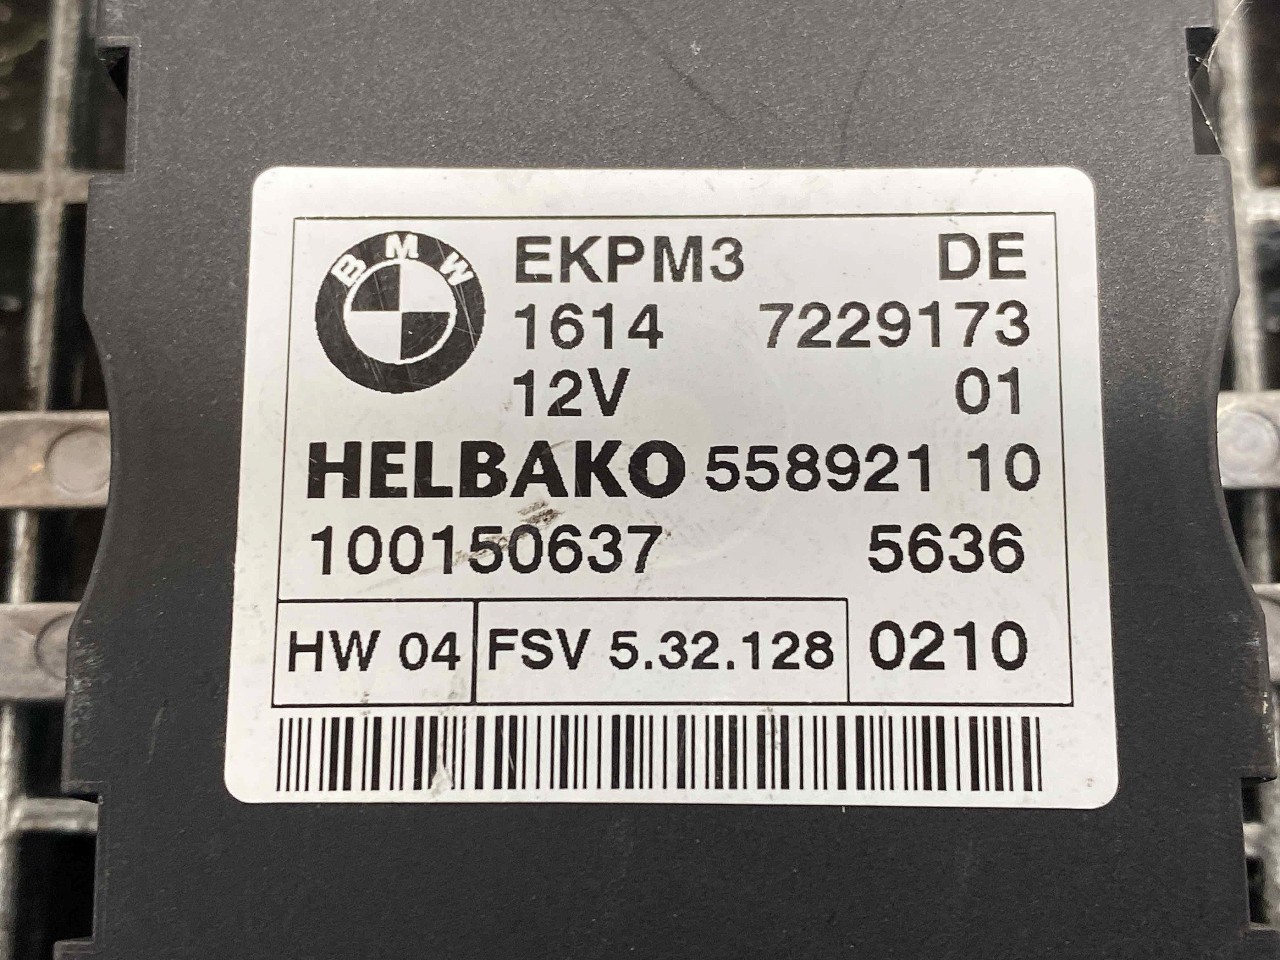 BMW
EKPM3 DE
1614 7229173
12V 01
HELBAKO 558921 10
100150637 5636
HW 04 FSV 5.32.128 0210